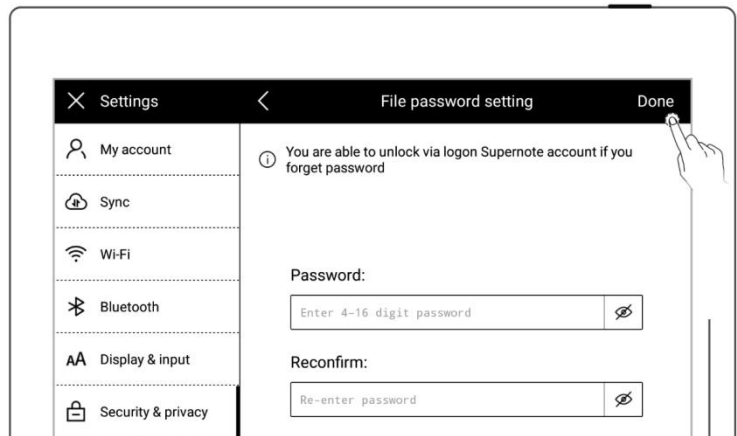 Settings
File password setting
Done
My account
Sync
Wi-Fi
Bluetooth
AA Display & input
Security & privacy
You are able to unlock via logon Supernote account if you
forget password
Password:
Enter 4-16 digit password
Reconfirm:
Re-enter password